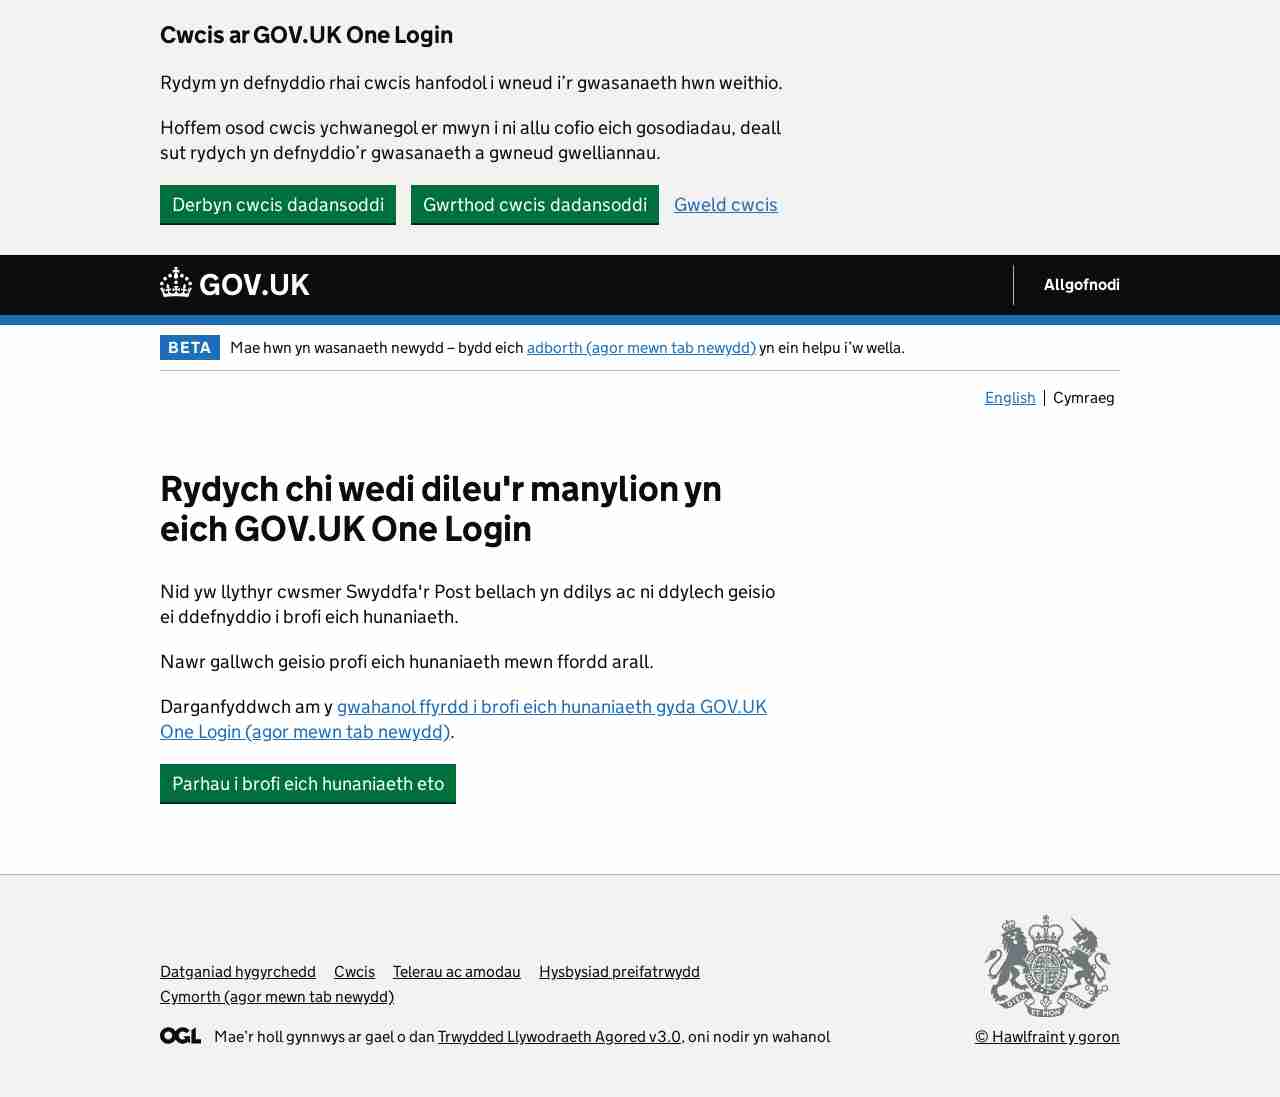 Cwcis ar GOV.UK One Login
Rydym yn defnyddio rhai cwcis hanfodol i wneud i’r gwasanaeth hwn weithio.
Hoffem osod cwcis ychwanegol er mwyn i ni allu cofio eich gosodiadau, deall
sut rydych yn defnyddio’r gwasanaeth a gwneud gwelliannau.
Derbyn cwcis dadansoddi Gwrthod cwcis dadansoddi Gweld cwcis
GOV.UK Allgofnodi
BETA Mae hwn yn wasanaeth newydd – bydd eich adborth (agor mewn tab newydd) yn ein helpu i’w wella.
English Cymraeg
Rydych chi wedi dileu'r manylion yn
eich GOV.UK One Login
Nid yw llythyr cwsmer Swyddfa'r Post bellach yn ddilys ac ni ddylech geisio
ei ddefnyddio i brofi eich hunaniaeth.
Nawr gallwch geisio profi eich hunaniaeth mewn ffordd arall.
Darganfyddwch am y gwahanol ffyrdd i brofi eich hunaniaeth gyda GOV.UK
One Login (agor mewn tab newydd).
Parhau i brofi eich hunaniaeth eto
Datganiad hygyrchedd Cwcis Telerau ac amodau Hysbysiad preifatrwydd
Cymorth (agor mewn tab newydd)
OGL Mae’r holl gynnwys ar gael o dan Trwydded Llywodraeth Agored v3.0, oni nodir yn wahanol
© Hawlfraint y goron